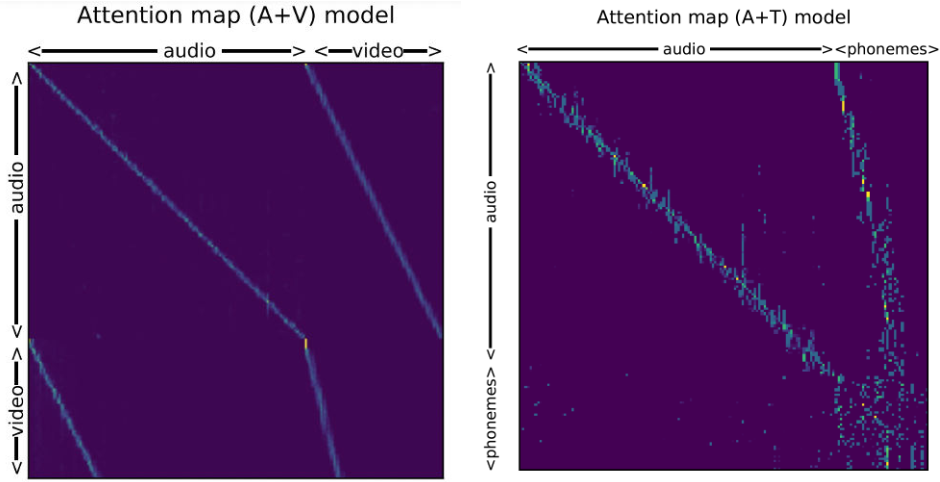 Attention map (A+V) model
<—— audio ——> <—video—>
<—— audio ——>
<—video—>
Attention map (A+T) model
<—— audio ——> <phonemes>
<—— audio ——>
<phonemes>